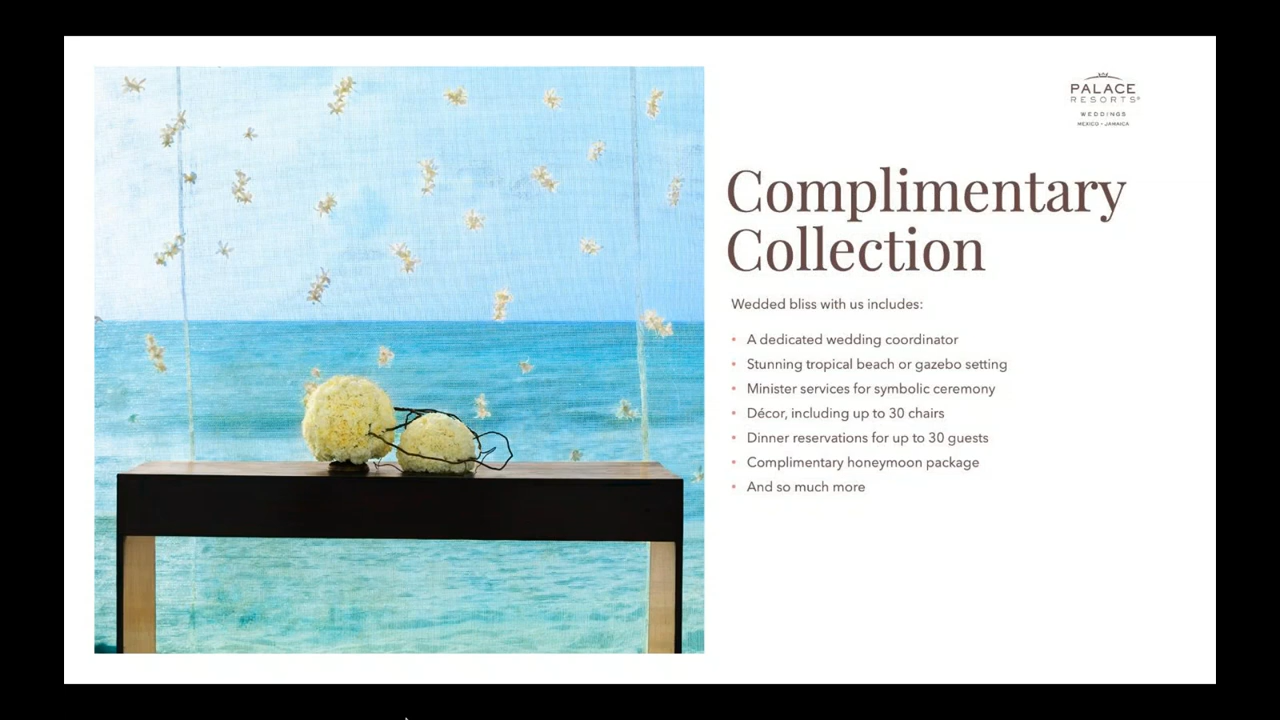 PALACE
RESORTS®
WEDDINGS
MEXICO • JAMAICA
Complimentary
Collection
Wedded bliss with us includes:
• A dedicated wedding coordinator
• Stunning tropical beach or gazebo setting
• Minister services for symbolic ceremony
• Décor, including up to 30 chairs
• Dinner reservations for up to 30 guests
• Complimentary honeymoon package
• And so much more